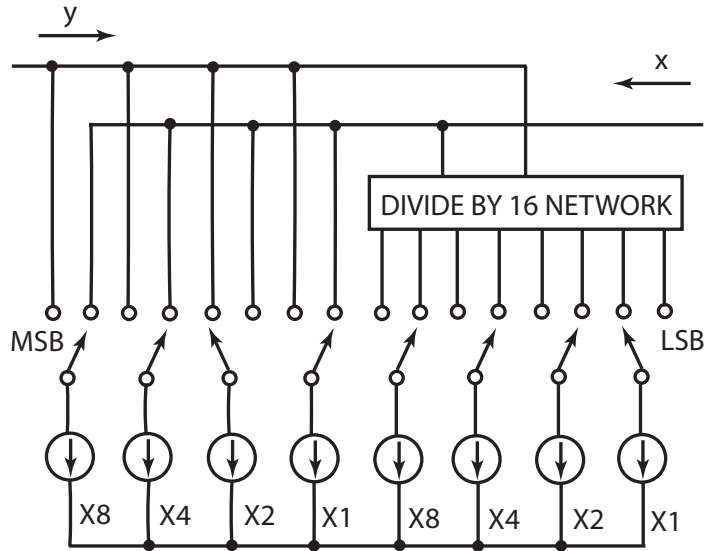 y
x
DIVIDE BY 16 NETWORK
MSB
LSB
X8
X4
X2
X1
X8
X4
X2
X1